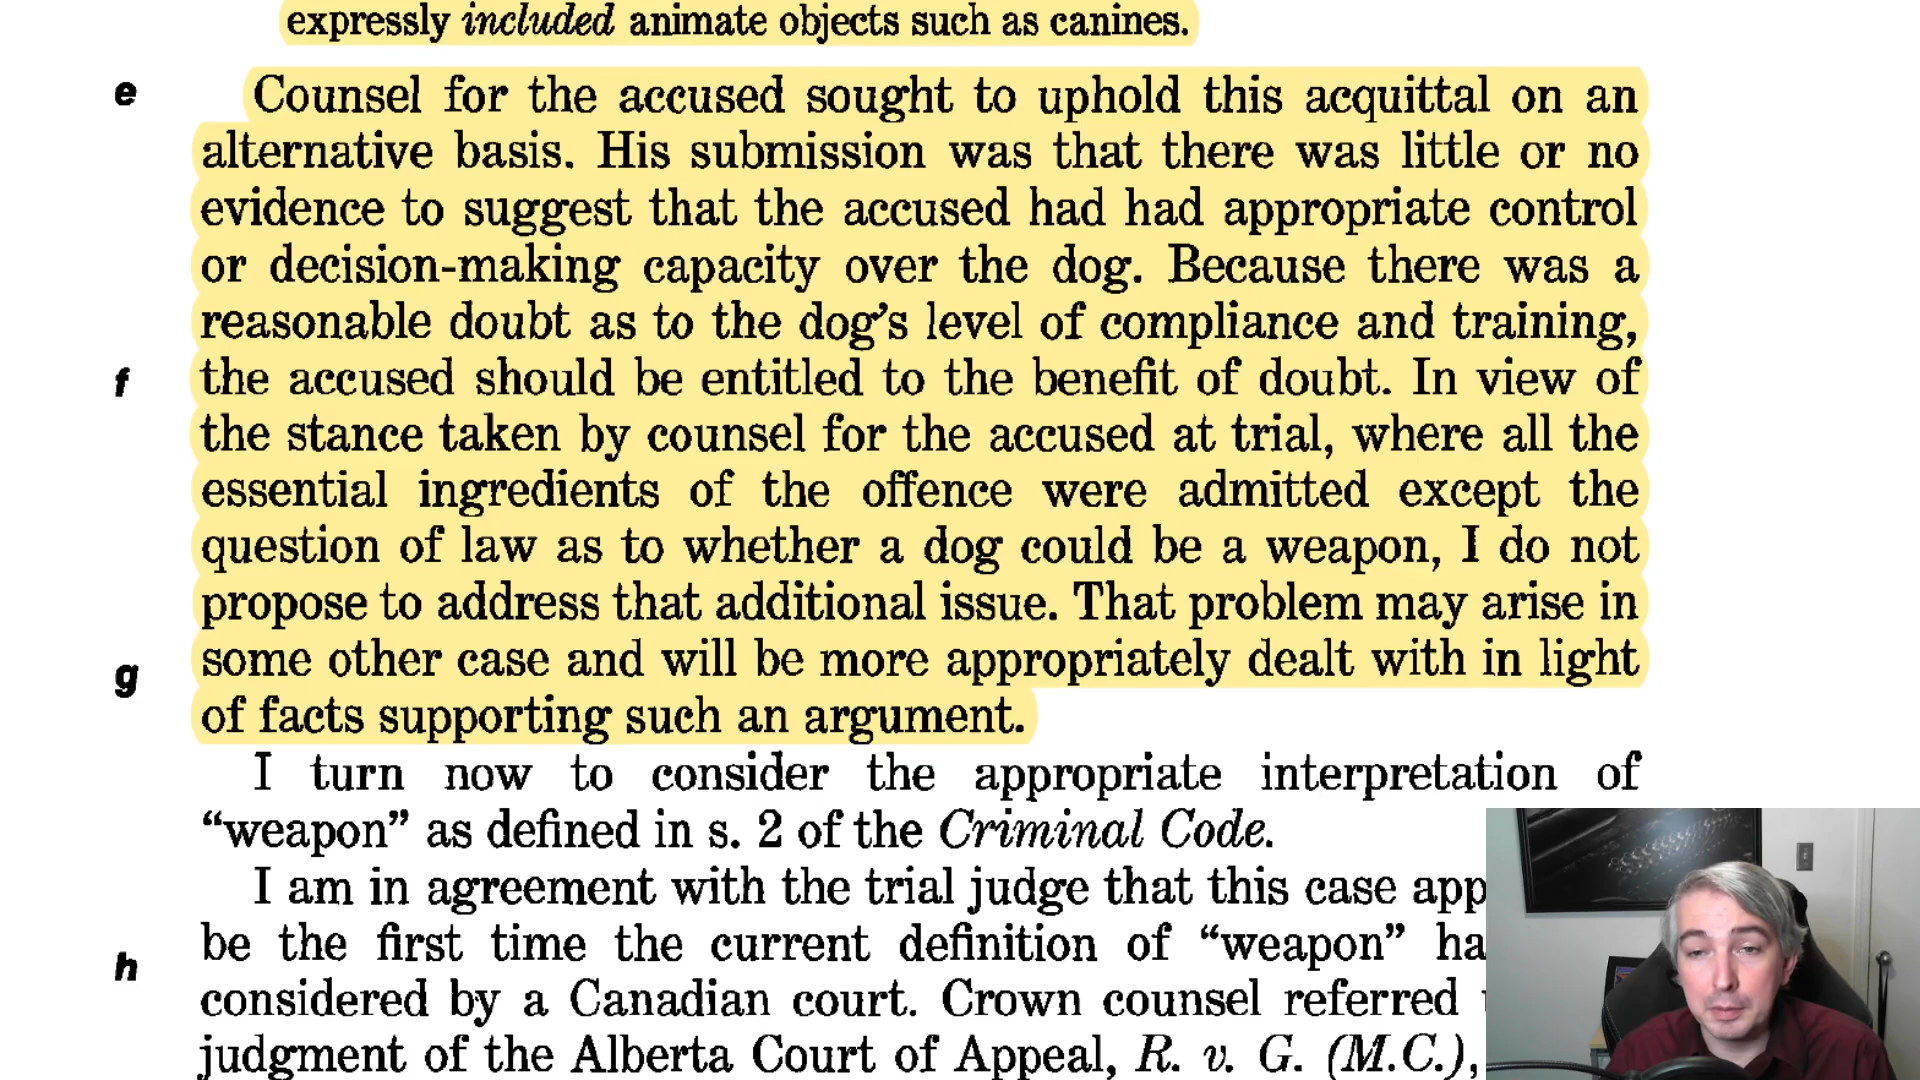 expressly included animate objects such as canines.
e
Counsel for the accused sought to uphold this acquittal on an
alternative basis. His submission was that there was little or no
evidence to suggest that the accused had had appropriate control
or decision-making capacity over the dog. Because there was a
reasonable doubt as to the dog's level of compliance and training,
f
the accused should be entitled to the benefit of doubt. In view of
the stance taken by counsel for the accused at trial, where all the
essential ingredients of the offence were admitted except the
question of law as to whether a dog could be a weapon, I do not
propose to address that additional issue. That problem may arise in
g
some other case and will be more appropriately dealt with in light
of facts supporting such an argument.
I turn now to consider the appropriate interpretation of
“weapon” as defined in s. 2 of the Criminal Code.
I am in agreement with the trial judge that this case app
h
be the first time the current definition of “weapon” ha
considered by a Canadian court. Crown counsel referred
judgment of the Alberta Court of Appeal, R. v. G. (M.C.),